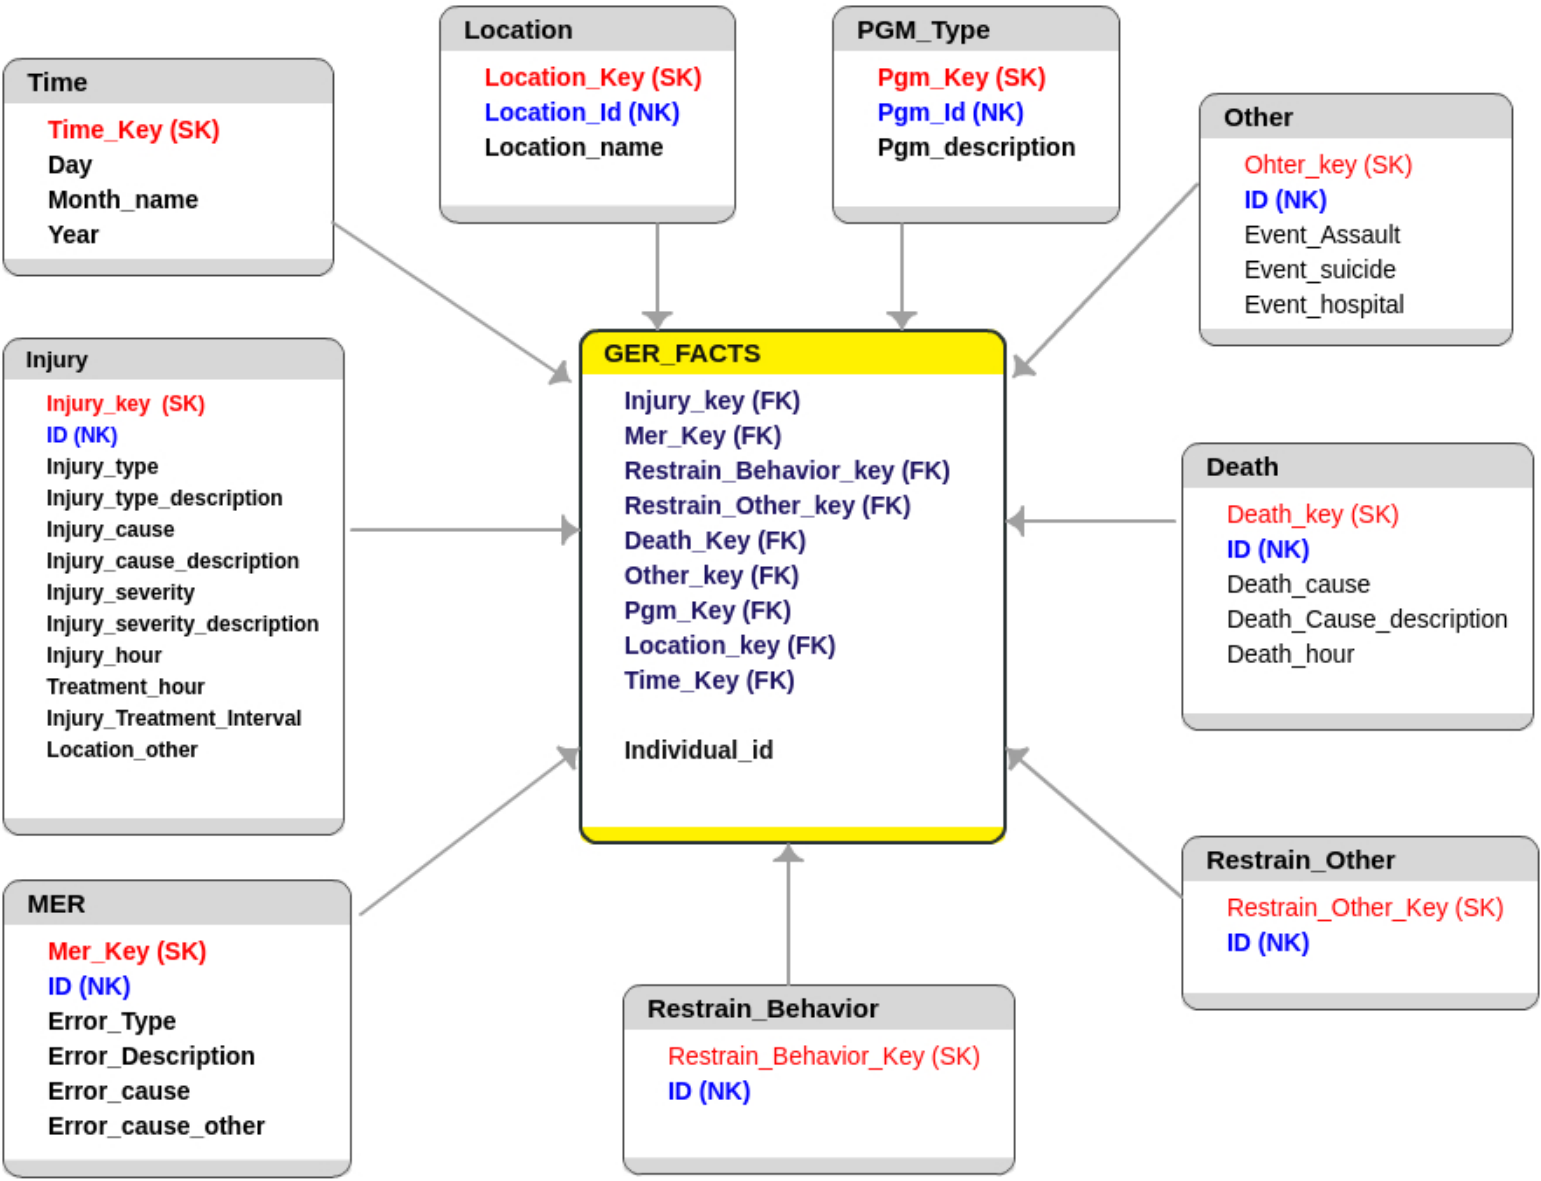 Location
Location_Key (SK)
Location_Id (NK)
Location_name
PGM_Type
Pgm_Key (SK)
Pgm_Id (NK)
Pgm_description
Time
Time_Key (SK)
Day
Month_name
Year
Other
Ohter_key (SK)
ID (NK)
Event_Assault
Event_suicide
Event_hospital
Injury
Injury_key (SK)
ID (NK)
Injury_type
Injury_type_description
Injury_cause
Injury_cause_description
Injury_severity
Injury_severity_description
Injury_hour
Treatment_hour
Injury_Treatment_Interval
Location_other
GER_FACTS
Injury_key (FK)
Mer_Key (FK)
Restrain_Behavior_key (FK)
Restrain_Other_key (FK)
Death_Key (FK)
Other_key (FK)
Pgm_Key (FK)
Location_key (FK)
Time_Key (FK)
Individual_id
Death
Death_key (SK)
ID (NK)
Death_cause
Death_Cause_description
Death_hour
MER
Mer_Key (SK)
ID (NK)
Error_Type
Error_Description
Error_cause
Error_cause_other
Restrain_Behavior
Restrain_Behavior_Key (SK)
ID (NK)
Restrain_Other
Restrain_Other_Key (SK)
ID (NK)